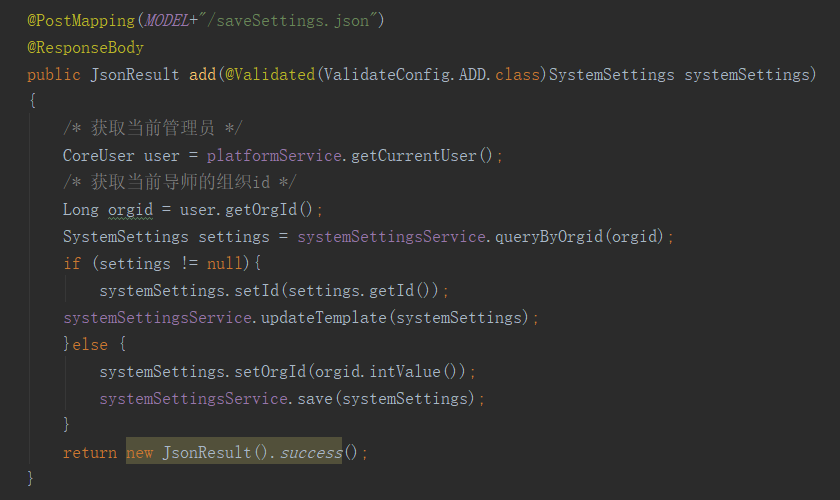 @PostMapping(MODEL+"/saveSettings.json")
@ResponseBody
public JsonResult add(@Validated(ValidateConfig.ADD.class)SystemSettings systemSettings)
{
/* 获取当前管理员 */
CoreUser user = platformService.getCurrentUser();
/* 获取当前导师的组织id */
Long orgid = user.getOrgId();
SystemSettings settings = systemSettingsService.queryByOrgid(orgid);
if (settings != null){
systemSettings.setId(settings.getId());
systemSettingsService.updateTemplate(systemSettings);
}else {
systemSettings.setOrgId(orgid.intValue());
systemSettingsService.save(systemSettings);
}
return new JsonResult().success();
}